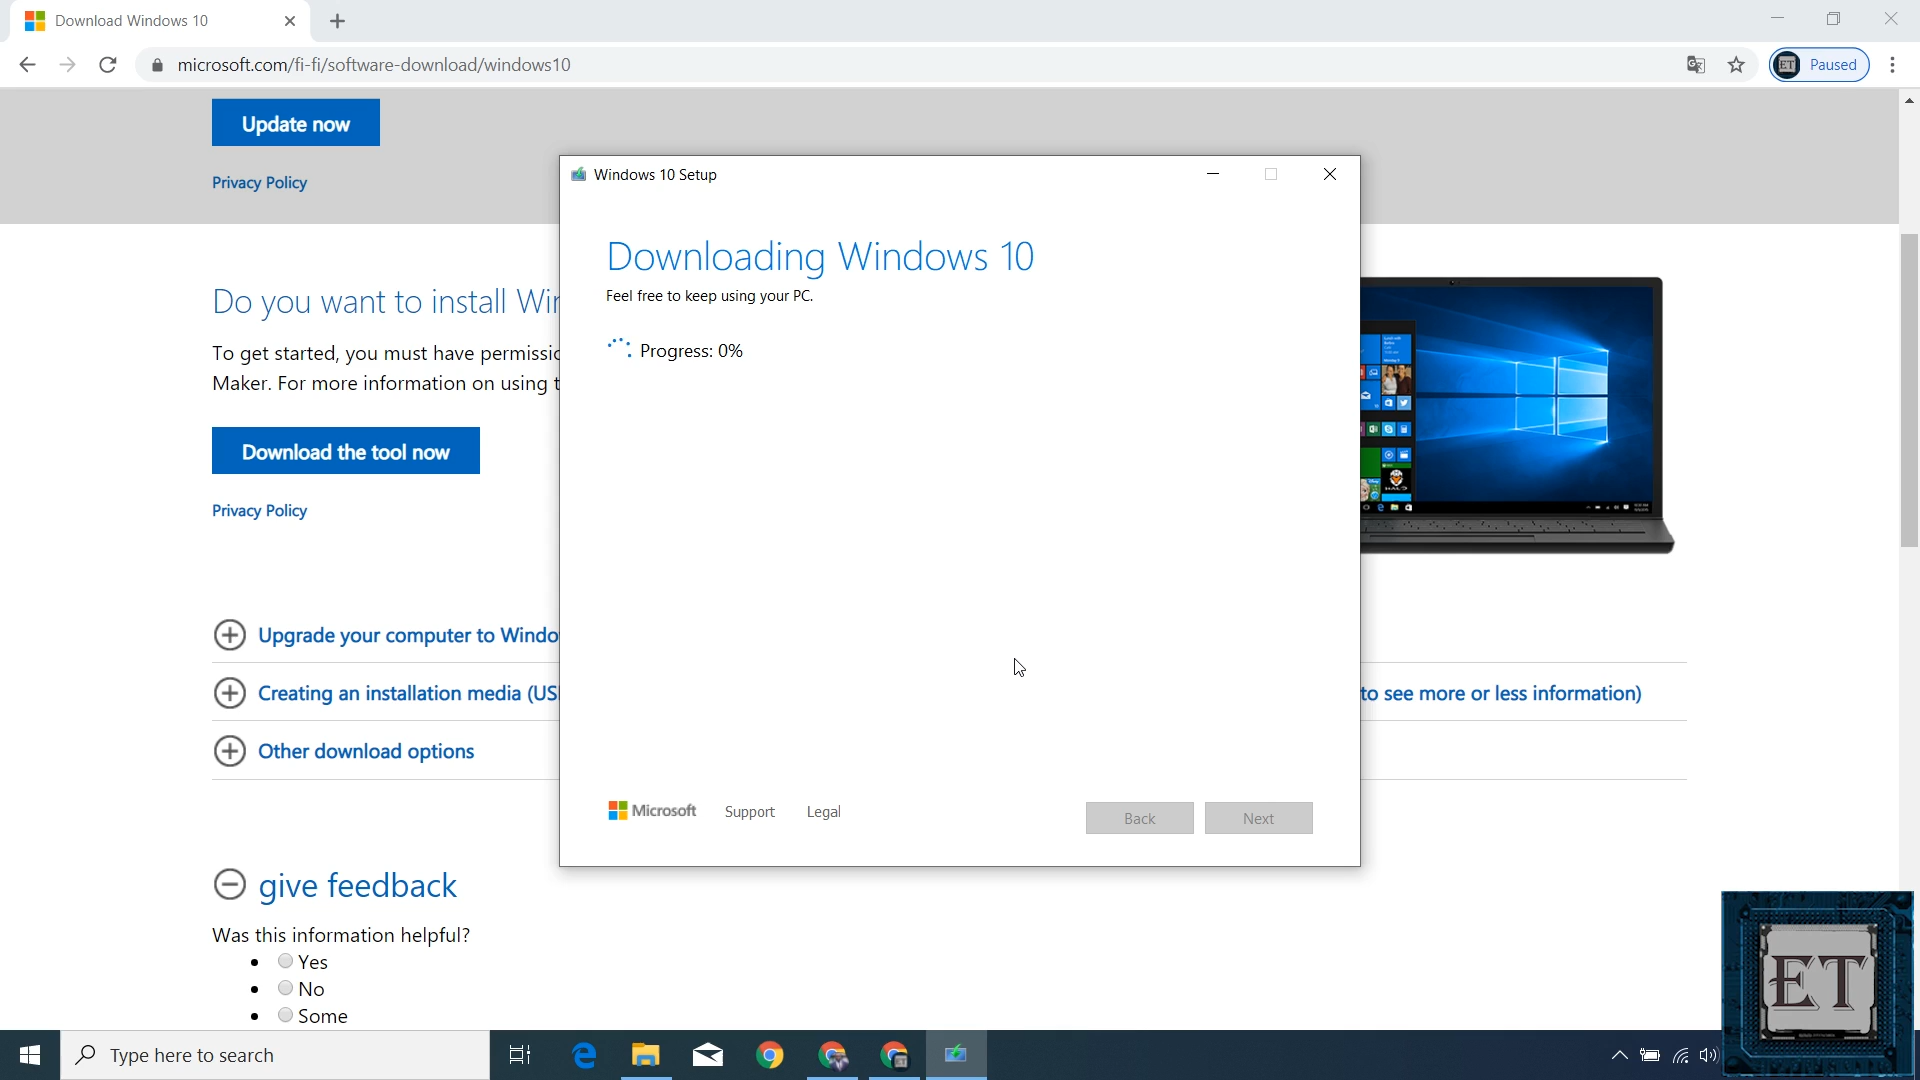 Download Windows 10
microsoft.com/fi-fi/software-download/windows10
ET
Paused
Update now
Privacy Policy
Windows 10 Setup
Downloading Windows 10
Feel free to keep using your PC.
Progress: 0%
Do you want to install Wi
To get started, you must have permissi
Maker. For more information on using
Download the tool now
Privacy Policy
Upgrade your computer to Windo
Creating an installation media (US
to see more or less information)
Other download options
Microsoft
Support
Legal
Back
Next
give feedback
Was this information helpful?
Yes
No
Some
ET
Type here to search